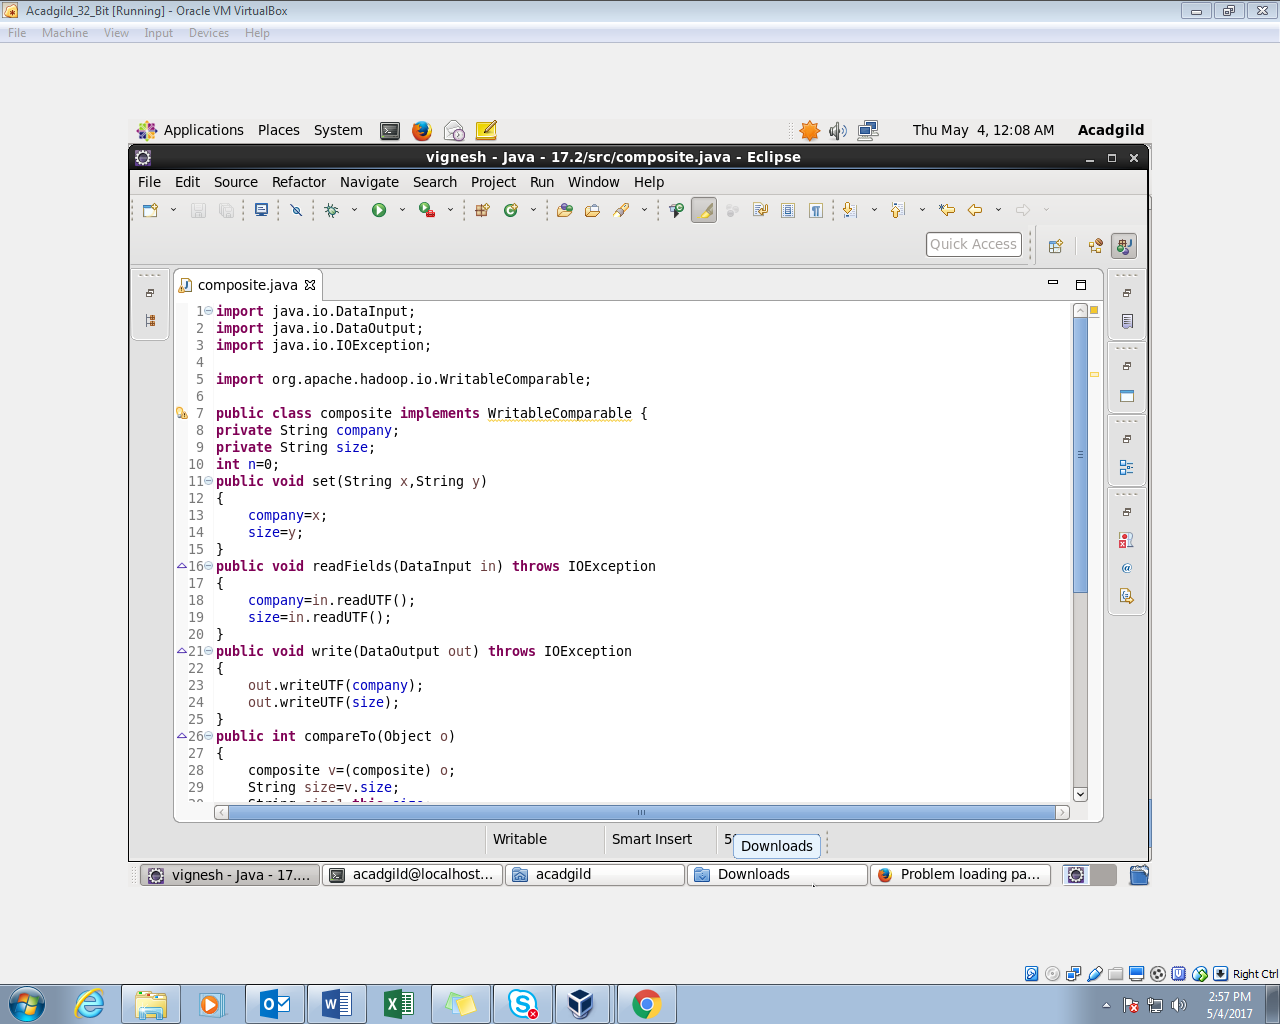 Acadgild_32_Bit [Running] - Oracle VM VirtualBox
File Machine View Input Devices Help
Applications Places System Thu May 4, 12:08 AM Acadgild
vignesh - Java - 17.2/src/composite.java - Eclipse
File Edit Source Refactor Navigate Search Project Run Window Help
Quick Access
composite.java
1 import java.io.DataInput;
2 import java.io.DataOutput;
3 import java.io.IOException;
4
5 import org.apache.hadoop.io.WritableComparable;
6
7 public class composite implements WritableComparable {
8 private String company;
9 private String size;
10 int n=0;
11 public void set(String x,String y)
12 {
13 company=x;
14 size=y;
15 }
16 public void readFields(DataInput in) throws IOException
17 {
18 company=in.readUTF();
19 size=in.readUTF();
20 }
21 public void write(DataOutput out) throws IOException
22 {
23 out.writeUTF(company);
24 out.writeUTF(size);
25 }
26 public int compareTo(Object o)
27 {
28 composite v=(composite) o;
29 String size=v.size;
Writable Smart Insert
Downloads
vignesh - Java - 17.... acadgild@localhost... acadgild Downloads Problem loading pa...
Right Ctrl
2:57 PM
5/4/2017